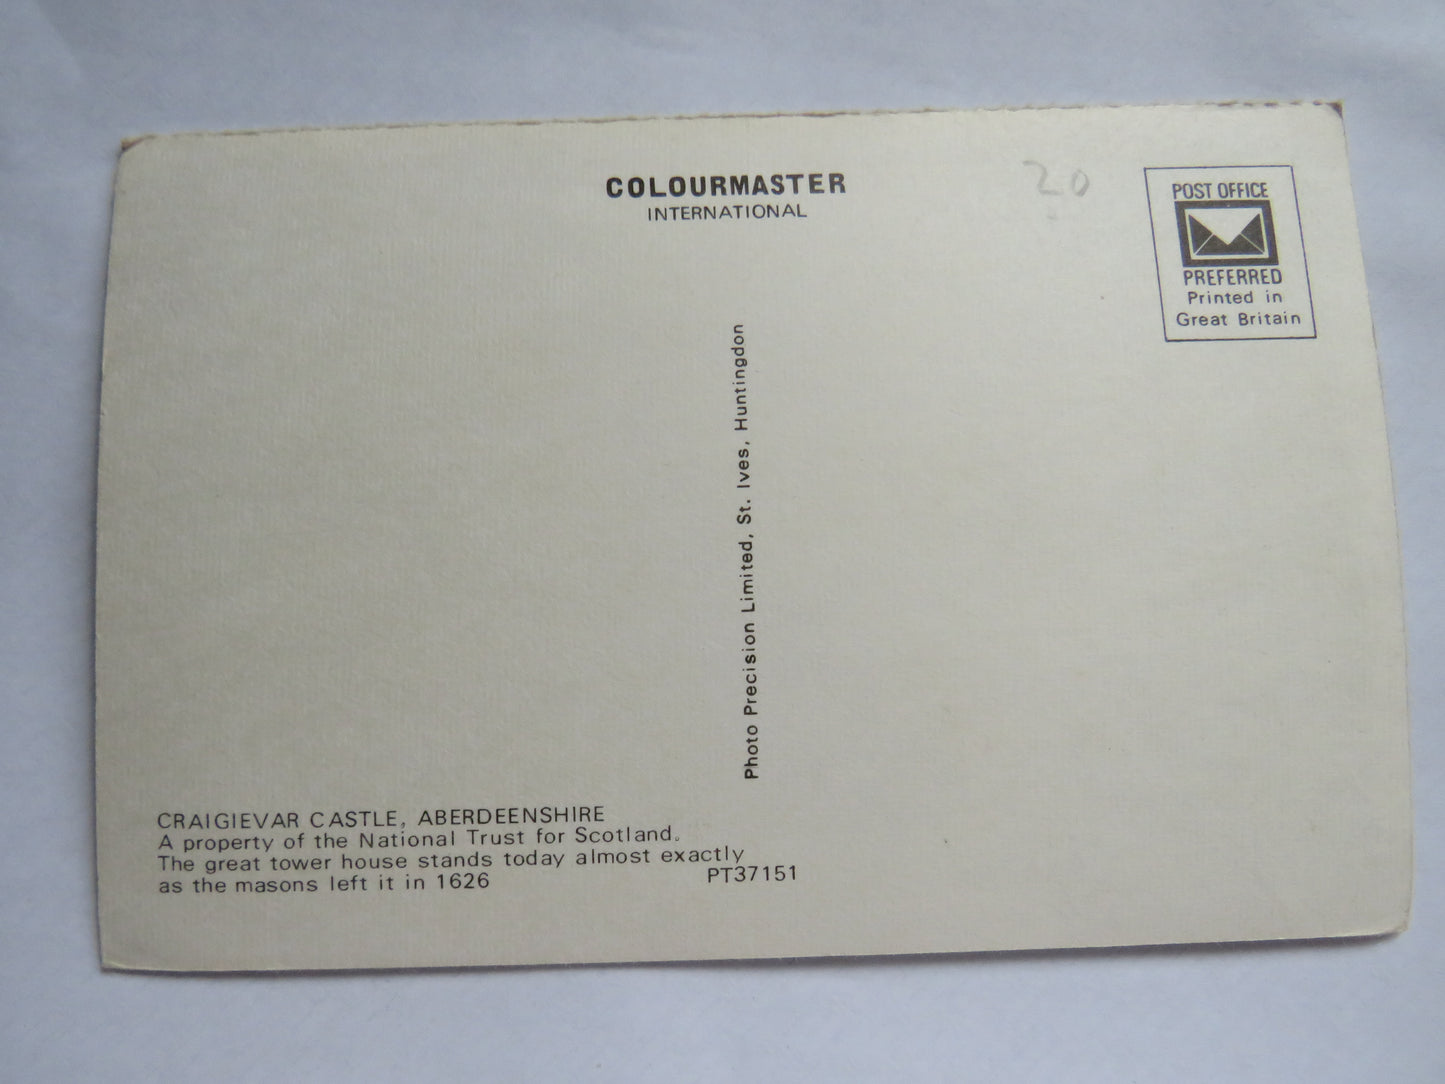 COLOURMASTER
INTERNATIONAL
20
POST OFFICE
PREFERRED
Printed in
Great Britain
Photo Precision Limited, St. Ives, Huntingdon
CRAIGIEVAR CASTLE, ABERDEENSHIRE
A property of the National Trust for Scotland.
The great tower house stands today almost exactly
as the masons left it in 1626
PT37151